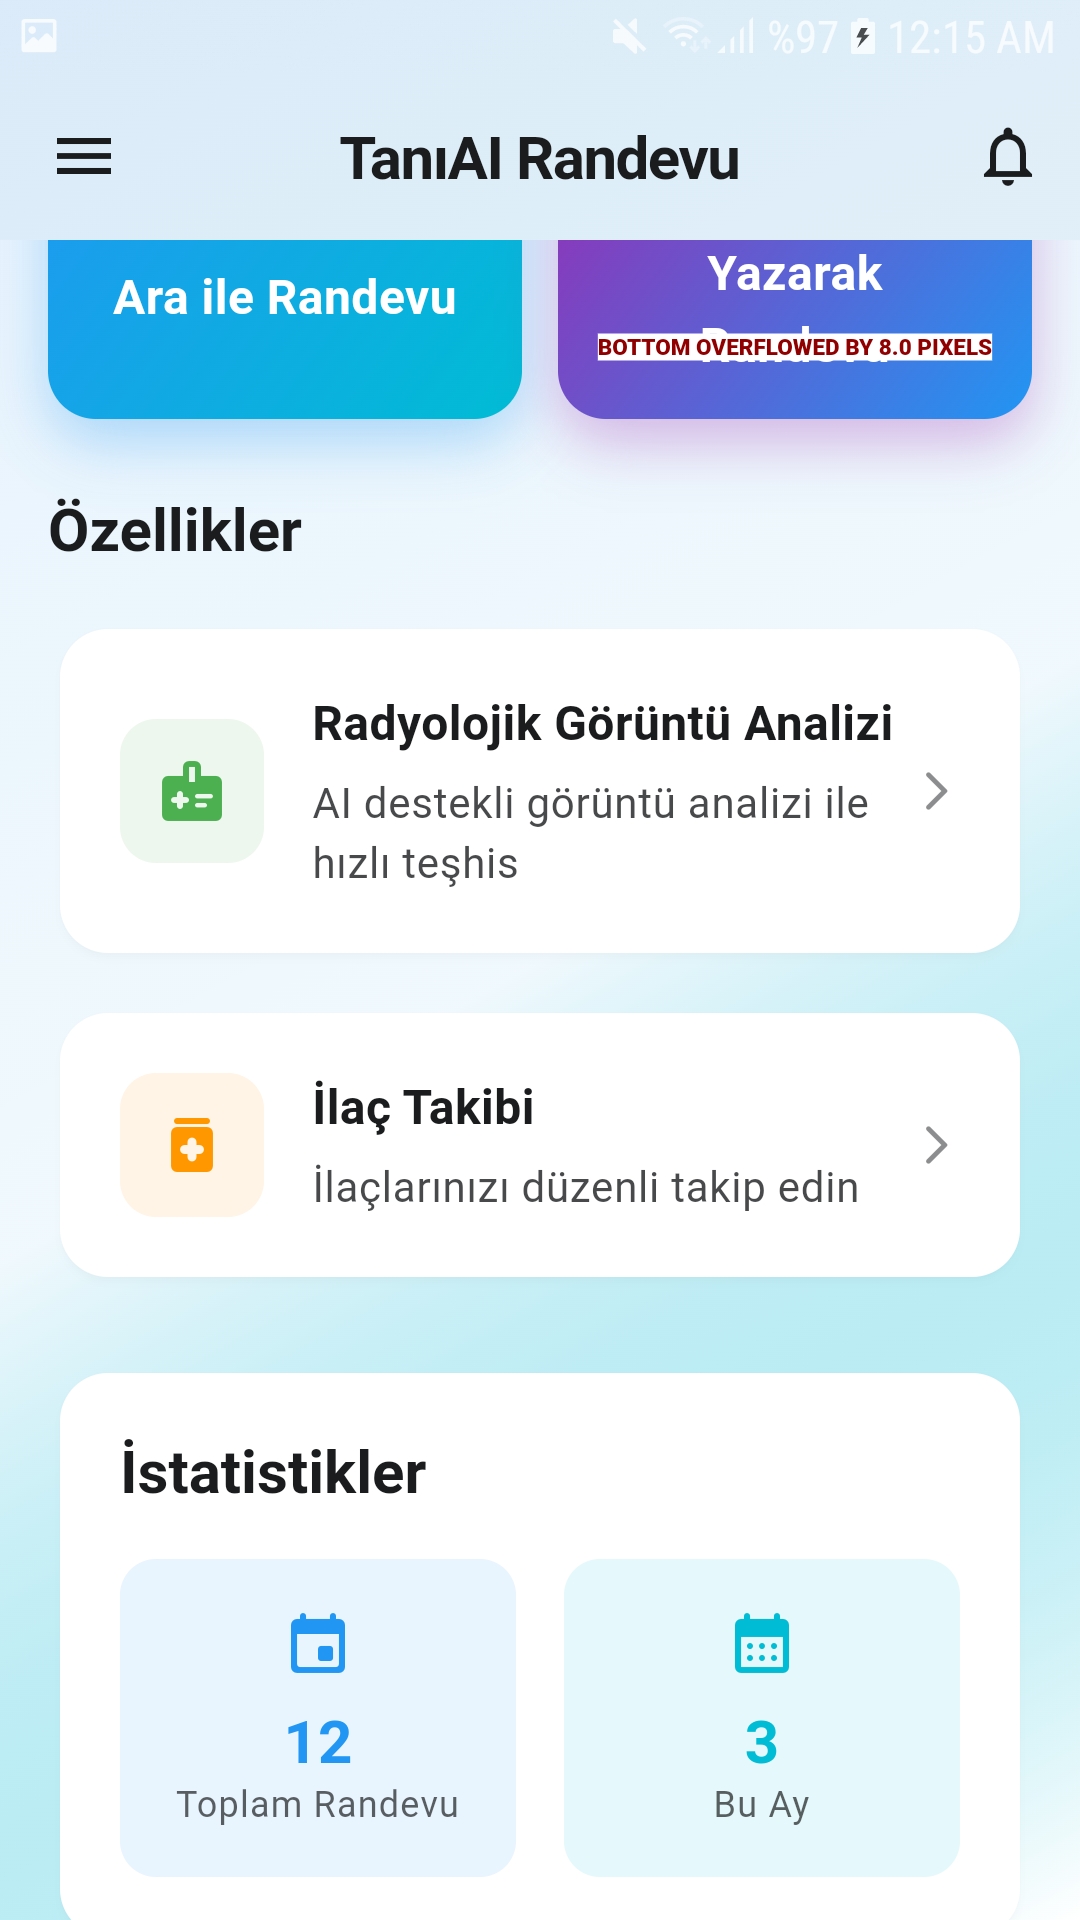 %97 12:15 AM
TanıAI Randevu
Ara ile Randevu
Yazarak
BOTTOM OVERFLOWED BY 8.0 PIXELS
Özellikler
Radyolojik Görüntü Analizi
AI destekli görüntü analizi ile
hızlı teşhis
İlaç Takibi
İlaçlarınızı düzenli takip edin
İstatistikler
12
Toplam Randevu
3
Bu Ay